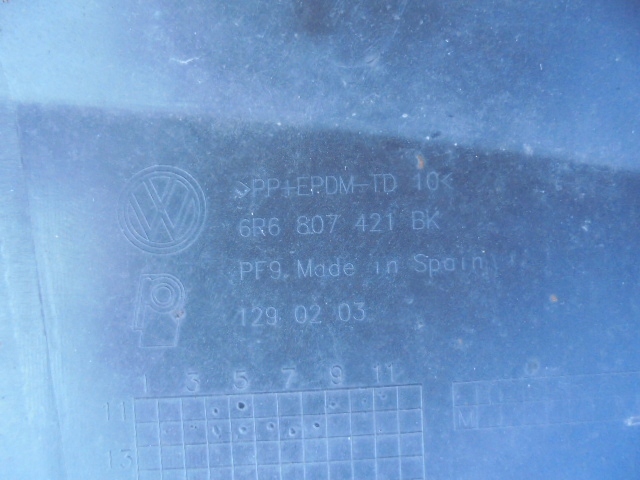 >PP+EPDM-TD 10<
6R6 807 421 BK
PF9 Made in Spain
129 02 03
1 3 5 7 9 11
11
13